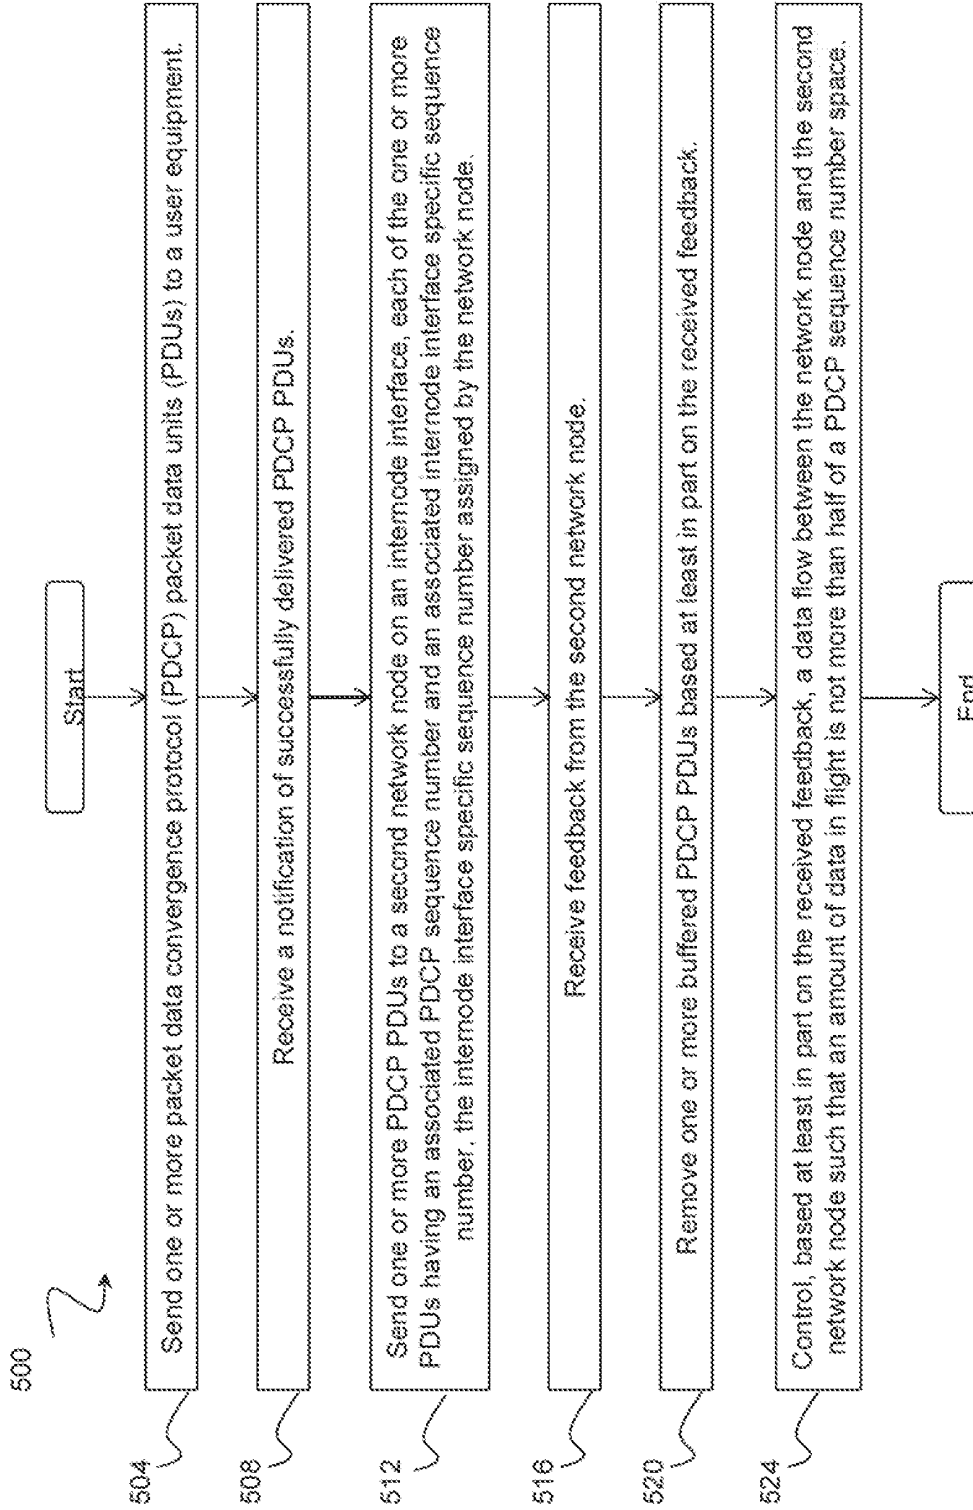 500
Start
504
Send one or more packet data convergence protocol (PDCP) packet data units (PDUs) to a user equipment.
508
Receive a notification of successfully delivered PDCP PDUs.
512
Send one or more PDCP PDUs to a second network node on an internode interface, each of the one or more
PDUs having an associated PDCP sequence number and an associated internode interface specific sequence
number, the internode interface specific sequence number assigned by the network node.
516
Receive feedback from the second network node.
520
Remove one or more buffered PDCP PDUs based at least in part on the received feedback.
524
Control, based at least in part on the received feedback, a data flow between the network node and the second
network node such that an amount of data in flight is not more than half of a PDCP sequence number space.
End